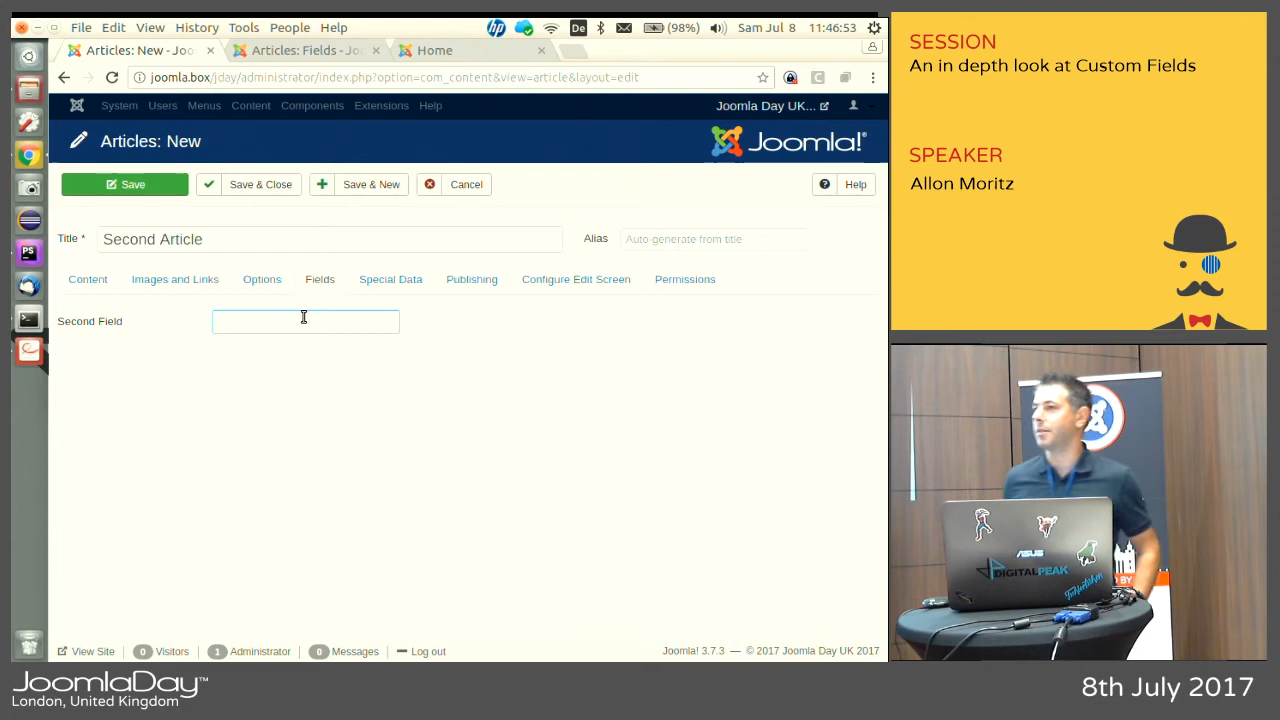 File Edit View History Tools People Help
De (98%) Sam Jul 8 11:46:53
Articles: New - Joo
Articles: Fields - Jo
Home
joomla.box/jday/administrator/index.php?option=com_content&view=article&layout=edit
System Users Menus Content Components Extensions Help
Joomla Day UK...
Articles: New
Joomla!
Save
Save & Close
Save & New
Cancel
Help
Title * Second Article
Alias Auto-generate from title
Content Images and Links Options Fields Special Data Publishing Configure Edit Screen Permissions
Second Field
View Site 0 Visitors 1 Administrator 0 Messages Log out
Joomla! 3.7.3 — © 2017 Joomla Day UK 2017
SESSION
An in depth look at Custom Fields
SPEAKER
Allon Moritz
ASUS
DIGITALPEAK
JoomlaDay™
London, United Kingdom
8th July 2017